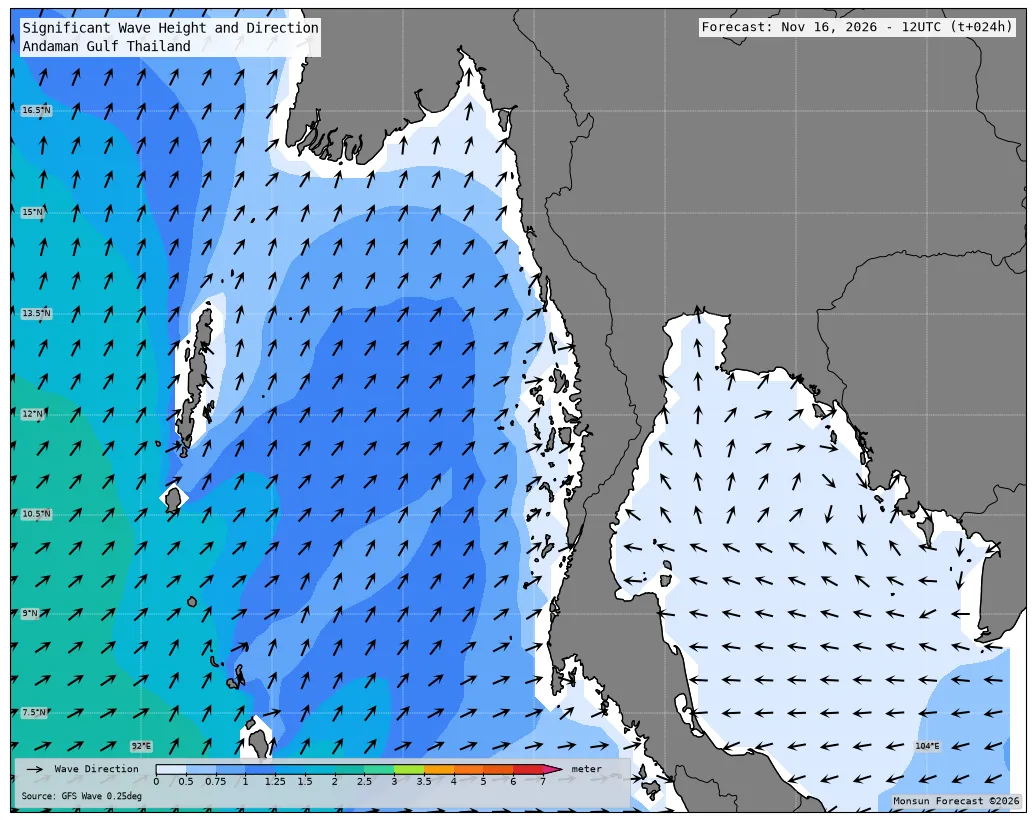 Significant Wave Height and Direction
Andaman Gulf Thailand
Forecast: Nov 16, 2026 - 12UTC (t+024h)
16.5°N
15°N
13.5°N
12°N
10.5°N
9°N
7.5°N
92°E
104°E
Wave Direction
meter
0 0.5 0.75 1 1.25 1.5 2 2.5 3 3.5 4 5 6 7
Source: GFS Wave 0.25deg
Monsun Forecast ©2026